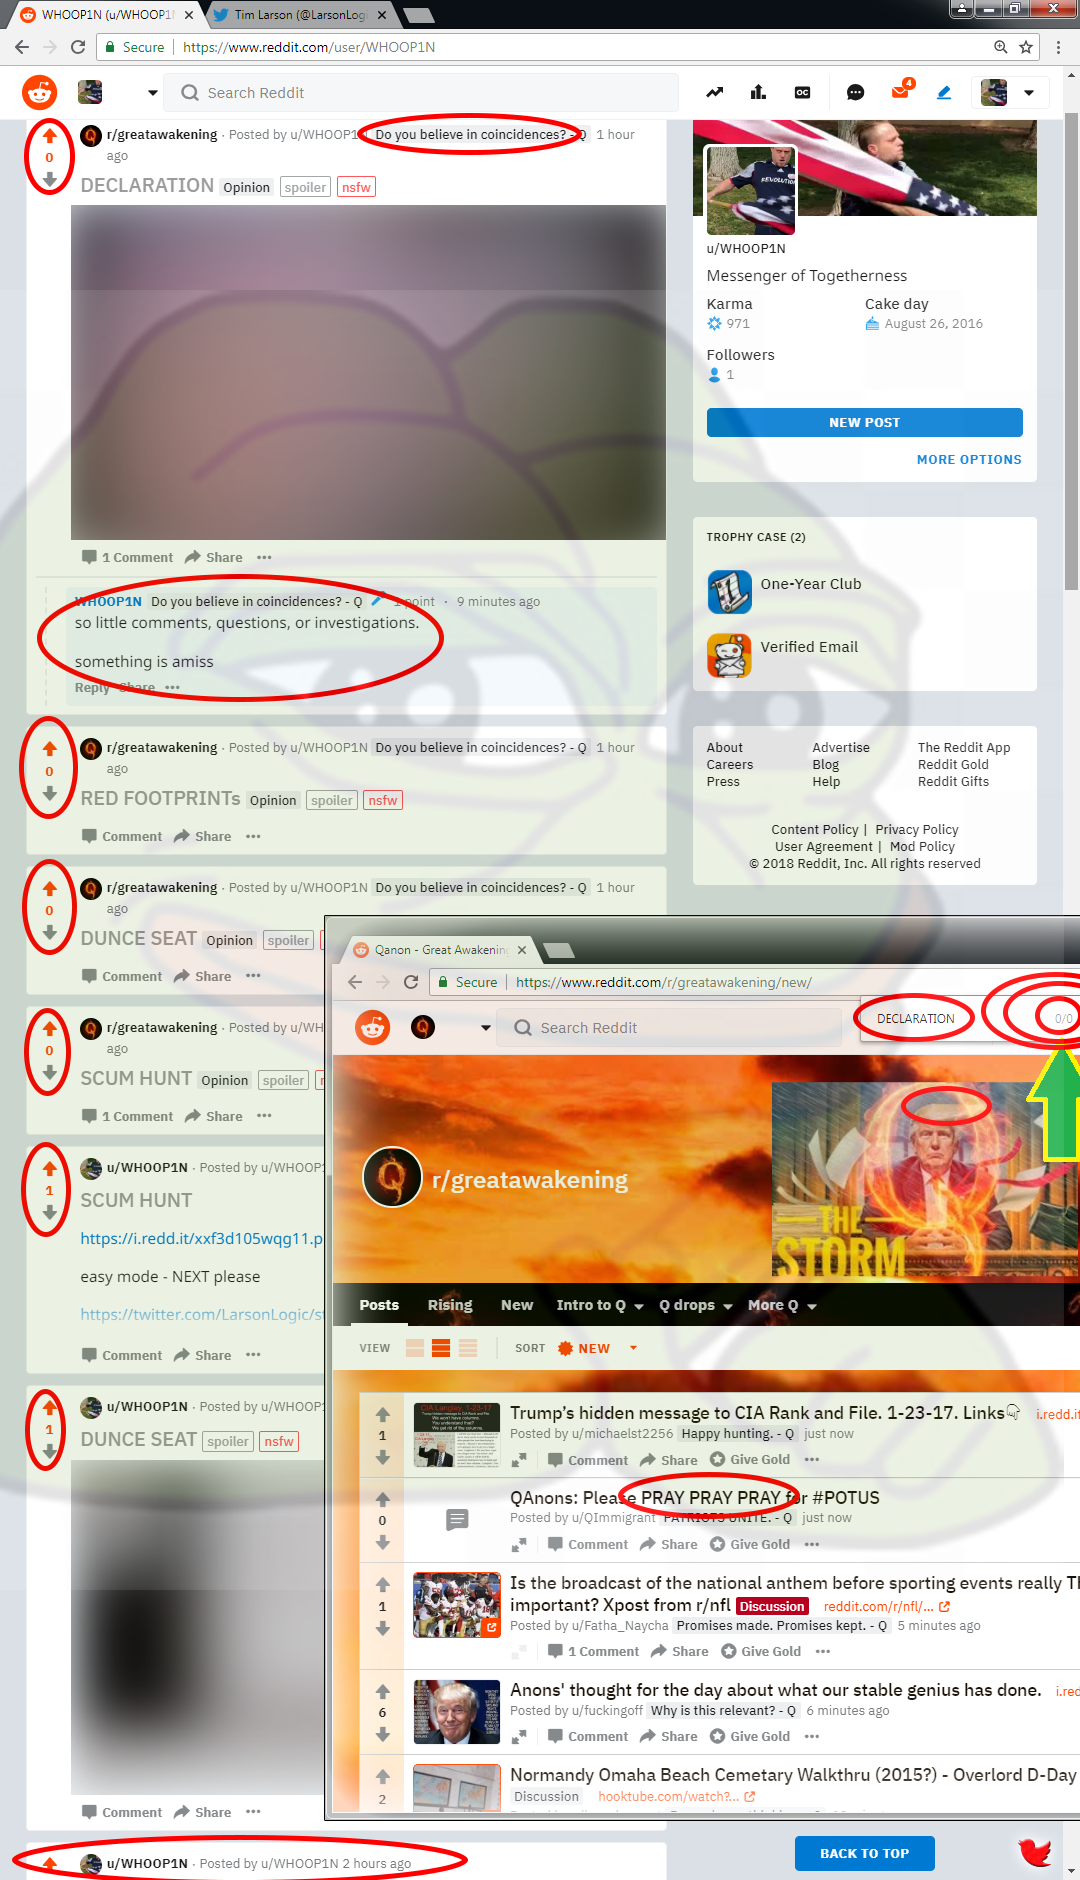 WHOOP1N (u/WHOOP1
Tim Larson (@LarsonLogi
Secure
https://www.reddit.com/user/WHOOP1N
Search Reddit
OC
4
r/greatawakening · Posted by u/WHOOP1N Do you believe in coincidences? - Q 1 hour
ago
0
DECLARATION Opinion spoiler nsfw
1 Comment Share
WHOOP1N Do you believe in coincidences? - Q 1 point · 9 minutes ago
so little comments, questions, or investigations.
something is amiss
Reply Share
r/greatawakening · Posted by u/WHOOP1N Do you believe in coincidences? - Q 1 hour
ago
0
RED FOOTPRINTs Opinion spoiler nsfw
Comment Share
r/greatawakening · Posted by u/WHOOP1N Do you believe in coincidences? - Q 1 hour
ago
0
DUNCE SEAT Opinion spoiler
Comment Share
r/greatawakening · Posted by u/WH
ago
0
SCUM HUNT Opinion spoiler
1 Comment Share
u/WHOOP1N · Posted by u/WHOOP1
1
SCUM HUNT
https://i.redd.it/xxf3d105wqg11.p
easy mode - NEXT please
https://twitter.com/LarsonLogic/st
Comment Share
u/WHOOP1N · Posted by u/WHOOP1
1
DUNCE SEAT spoiler nsfw
Comment Share
u/WHOOP1N · Posted by u/WHOOP1N 2 hours ago
REVOLUTION
u/WHOOP1N
Messenger of Togetherness
Karma Cake day
971 August 26, 2016
Followers
1
NEW POST
MORE OPTIONS
TROPHY CASE (2)
One-Year Club
Verified Email
About Advertise The Reddit App
Careers Blog Reddit Gold
Press Help Reddit Gifts
Content Policy | Privacy Policy
User Agreement | Mod Policy
© 2018 Reddit, Inc. All rights reserved
Qanon - Great Awakenin
Secure
https://www.reddit.com/r/greatawakening/new/
DECLARATION 0/0
Search Reddit
r/greatawakening
THE
STORM
Posts Rising New Intro to Q Q drops More Q
VIEW SORT NEW
Trump's hidden message to CIA Rank and File. 1-23-17. Links i.redd.it
1
Posted by u/michaelst2256 Happy hunting. - Q just now
Comment Share Give Gold
QAnons: Please PRAY PRAY PRAY for #POTUS
0
Posted by u/QImmigrant PATRIOTS UNITE. - Q just now
Comment Share Give Gold
Is the broadcast of the national anthem before sporting events really Th
1
important? Xpost from r/nfl Discussion reddit.com/r/nfl/...
Posted by u/Fatha_Naycha Promises made. Promises kept. - Q 5 minutes ago
1 Comment Share Give Gold
Anons' thought for the day about what our stable genius has done. i.red
6
Posted by u/fuckingoff Why is this relevant? - Q 6 minutes ago
Comment Share Give Gold
Normandy Omaha Beach Cemetary Walkthru (2015?) - Overlord D-Day
2
Discussion hooktube.com/watch?...
BACK TO TOP